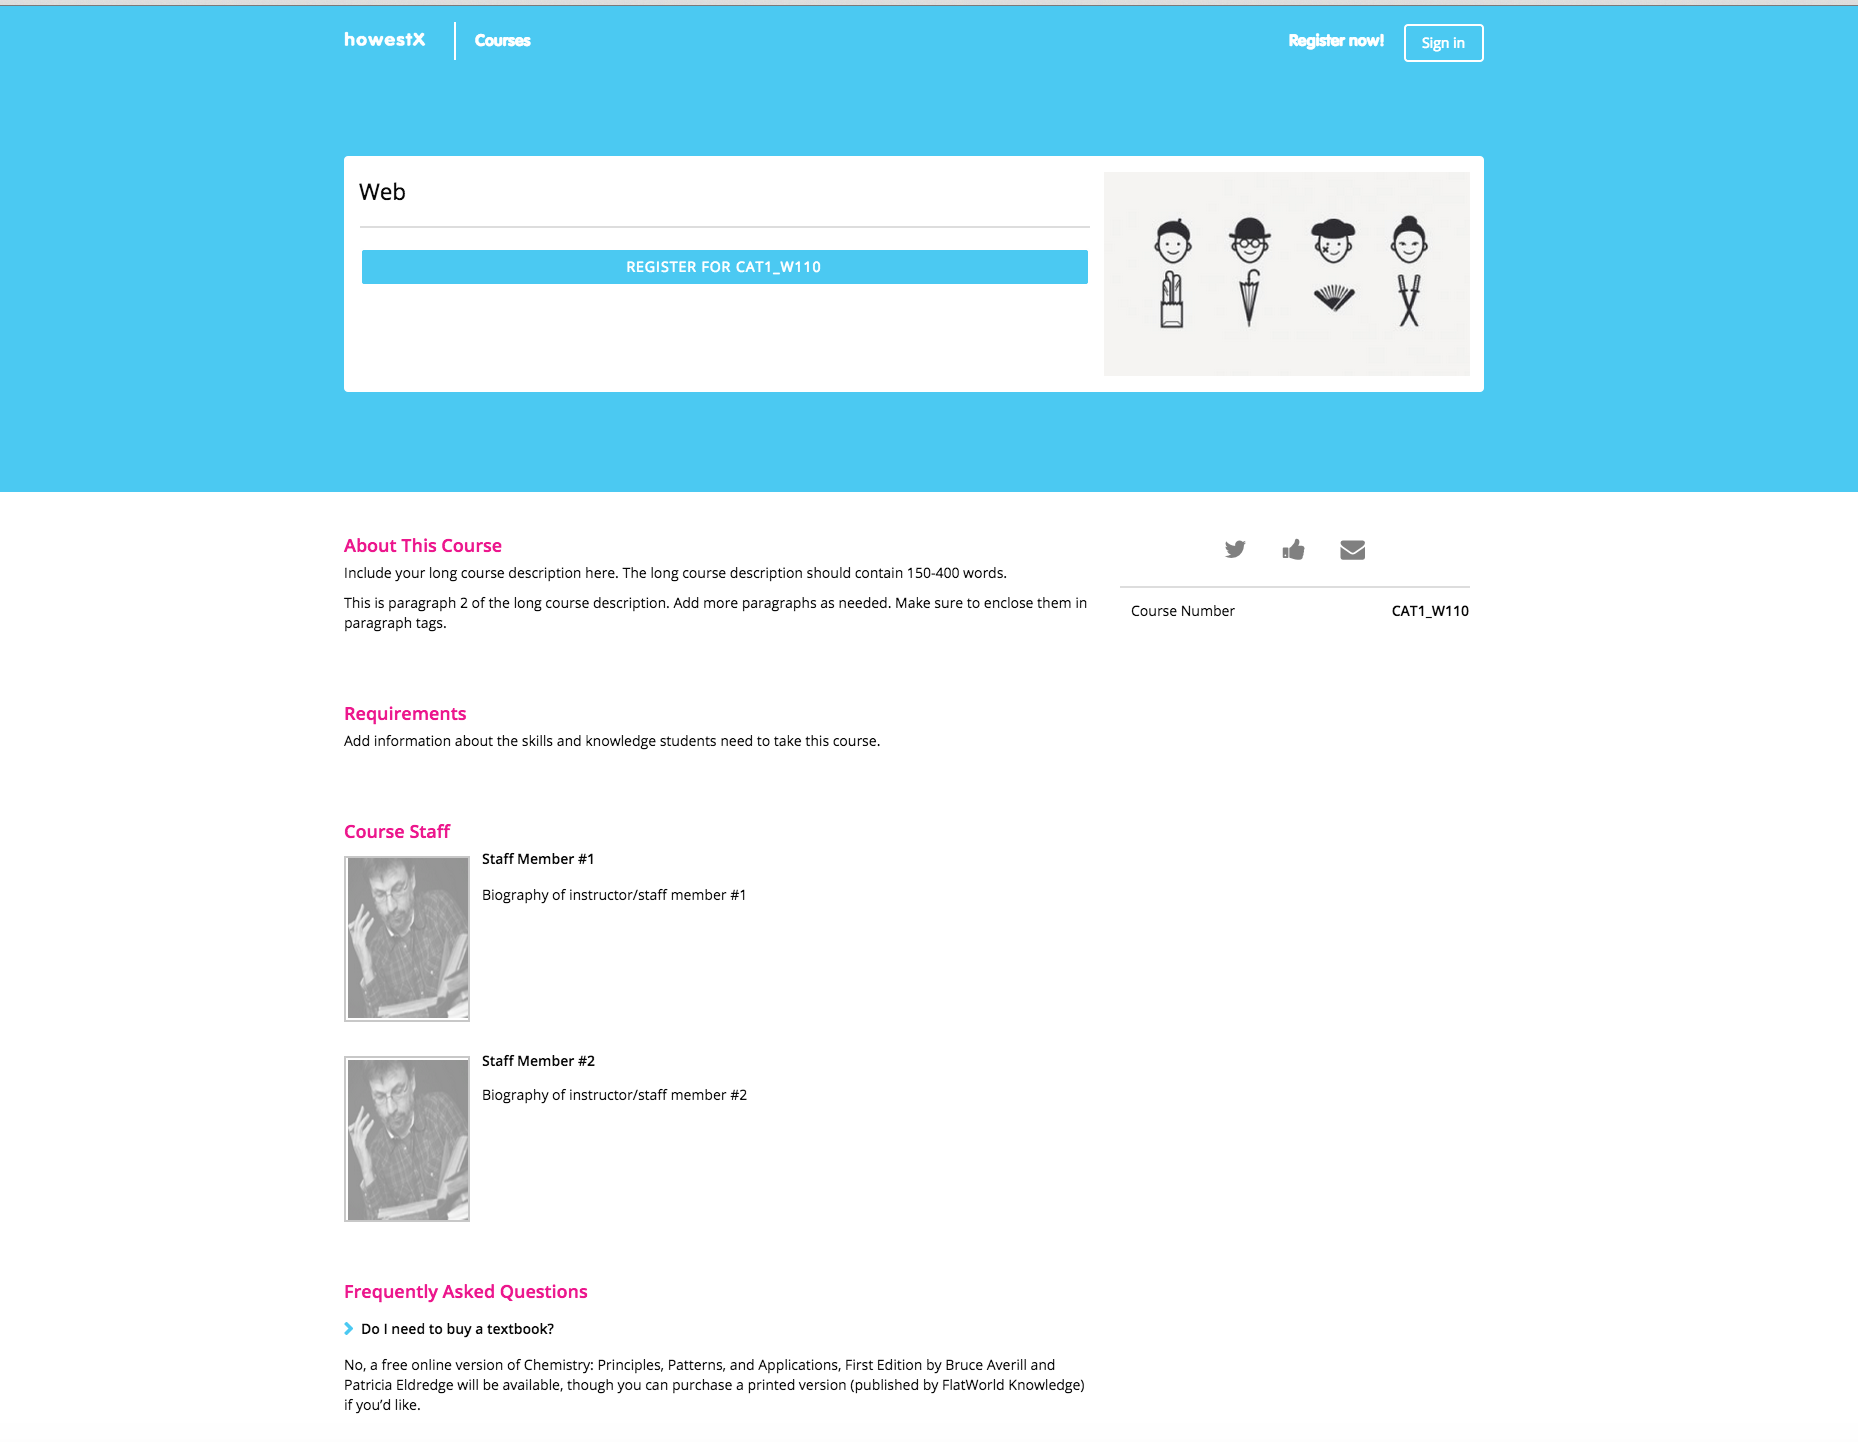 howestX
Courses
Register now!
Sign in
Web
REGISTER FOR CAT1_W110
About This Course
Include your long course description here. The long course description should contain 150-400 words.
This is paragraph 2 of the long course description. Add more paragraphs as needed. Make sure to enclose them in
paragraph tags.
Course Number
CAT1_W110
Requirements
Add information about the skills and knowledge students need to take this course.
Course Staff
Staff Member #1
Biography of instructor/staff member #1
Staff Member #2
Biography of instructor/staff member #2
Frequently Asked Questions
Do I need to buy a textbook?
No, a free online version of Chemistry: Principles, Patterns, and Applications, First Edition by Bruce Averill and
Patricia Eldredge will be available, though you can purchase a printed version (published by FlatWorld Knowledge)
if you’d like.